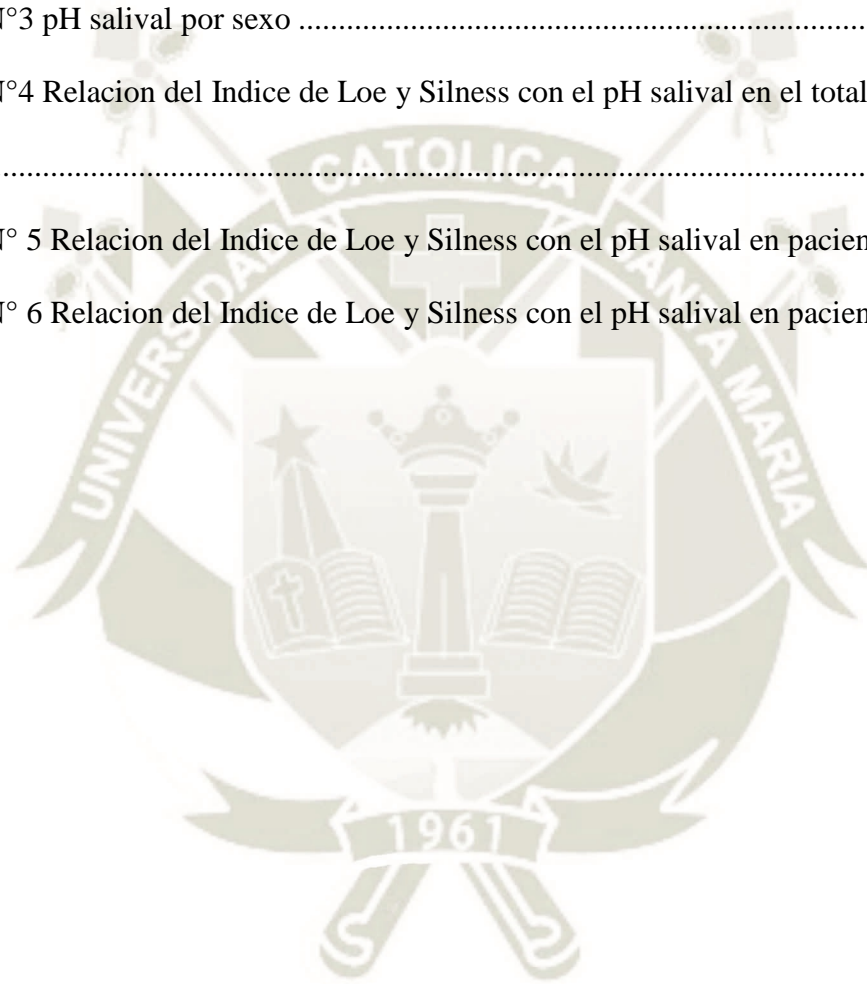 N°3 pH salival por sexo ........................................................................
N°4 Relacion del Indice de Loe y Silness con el pH salival en el total
........................................................................................................................
N° 5 Relacion del Indice de Loe y Silness con el pH salival en
N° 6 Relacion del Indice de Loe y Silness con el pH salival en
UNIVERSIDAD CATOLICA SANTA MARIA
1961